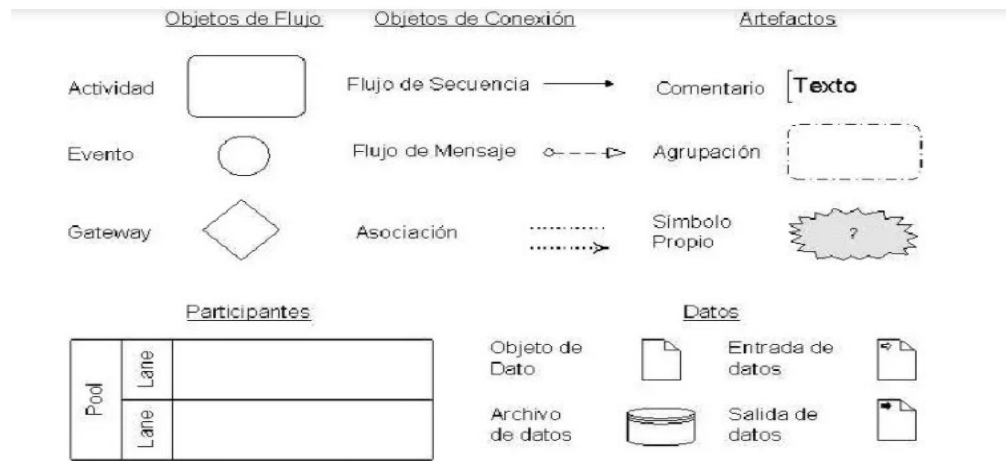 Objetos de Flujo
Objetos de Conexión
Artefactos
Actividad
Flujo de Secuencia
Comentario
Texto
Evento
Flujo de Mensaje
Agrupación
Gateway
Asociación
Símbolo
Propio
?
Participantes
Datos
Pool
Lane
Lane
Objeto de
Dato
Entrada de
datos
Archivo
de datos
Salida de
datos